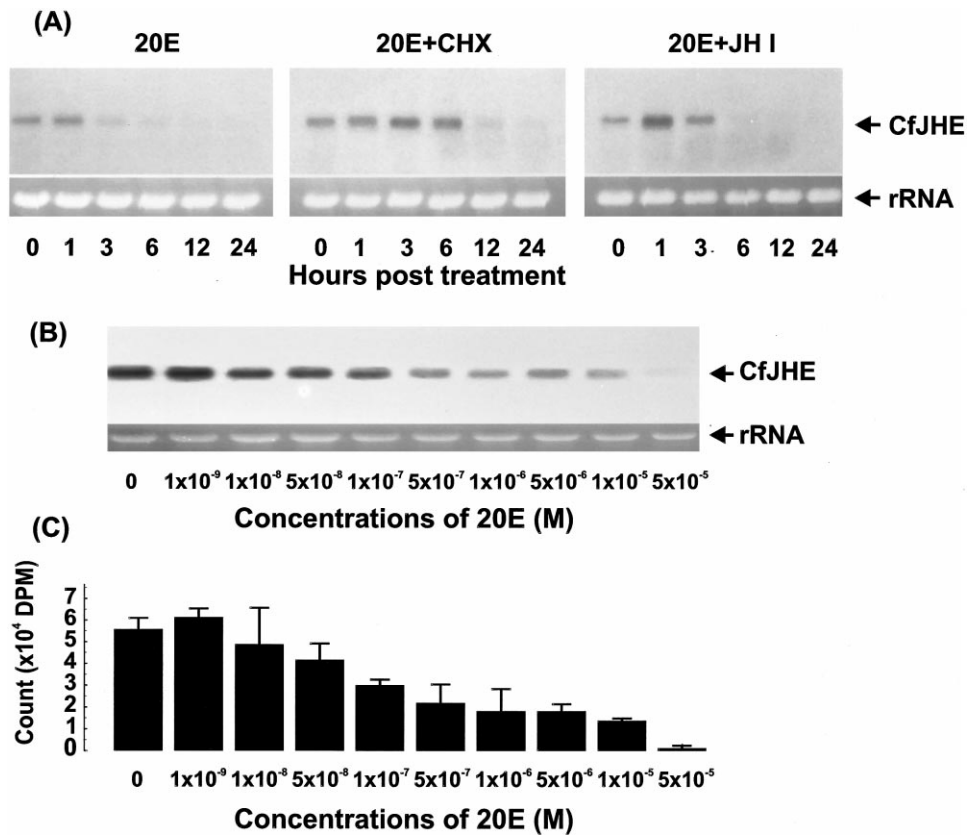 (A)
20E 20E+CHX 20E+JH I
CfJHE
rRNA
0 1 3 6 12 24 0 1 3 6 12 24 0 1 3 6 12 24
Hours post treatment
(B)
CfJHE
rRNA
0 1x10⁻⁹ 1x10⁻⁸ 5x10⁻⁸ 1x10⁻⁷ 5x10⁻⁷ 1x10⁻⁶ 5x10⁻⁶ 1x10⁻⁵ 5x10⁻⁵
Concentrations of 20E (M)
(C)
Count (x10⁴ DPM)
7
6
5
4
3
2
1
0
0 1x10⁻⁹ 1x10⁻⁸ 5x10⁻⁸ 1x10⁻⁷ 5x10⁻⁷ 1x10⁻⁶ 5x10⁻⁶ 1x10⁻⁵ 5x10⁻⁵
Concentrations of 20E (M)